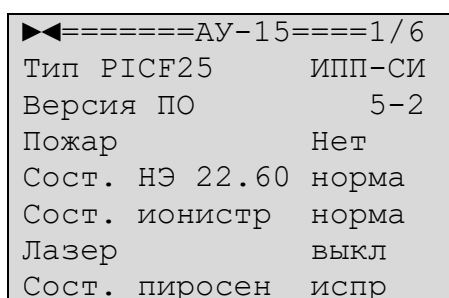 ▶◀=======АУ-15====1/6
Тип PICF25 ИПП-СИ
Версия ПО 5-2
Пожар Нет
Сост. НЭ 22.60 норма
Сост. ионистр норма
Лазер выкл
Сост. пиросен испр